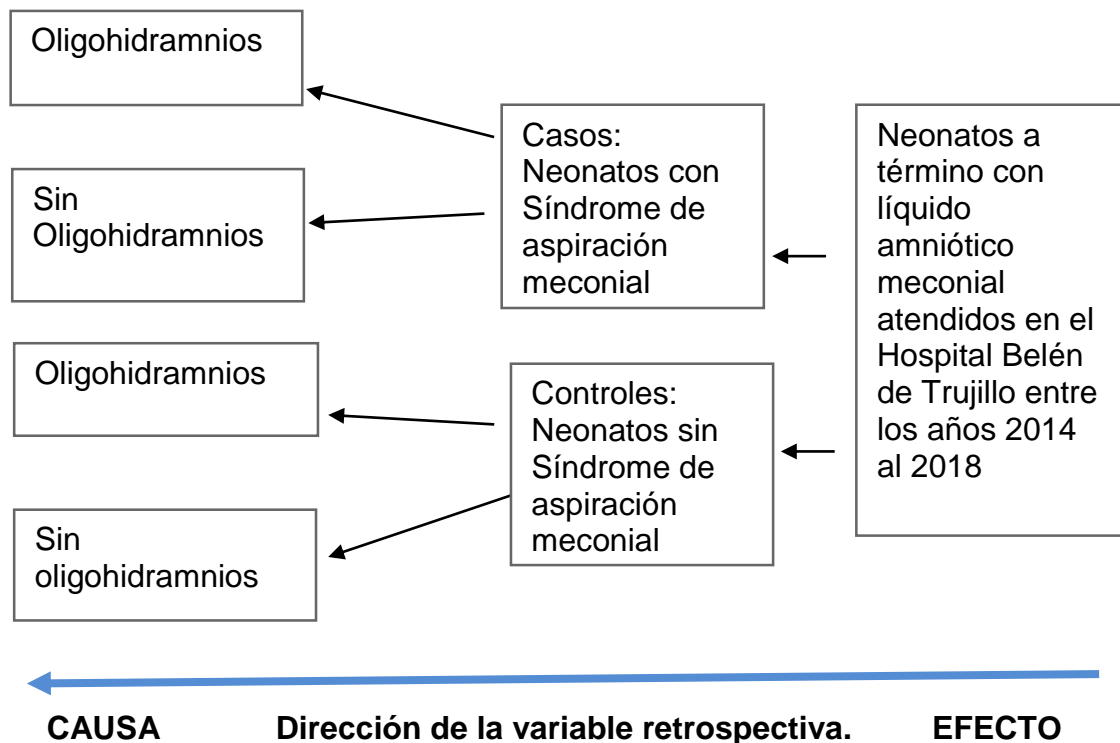 Oligohidramnios
Sin
Oligohidramnios
Oligohidramnios
Sin
oligohidramnios
Casos:
Neonatos con
Síndrome de
aspiración
meconial
Controles:
Neonatos sin
Síndrome de
aspiración
meconial
Neonatos a
término con
líquido
amniótico
meconial
atendidos en el
Hospital Belén
de Trujillo entre
los años 2014
al 2018
CAUSA Dirección de la variable retrospectiva. EFECTO